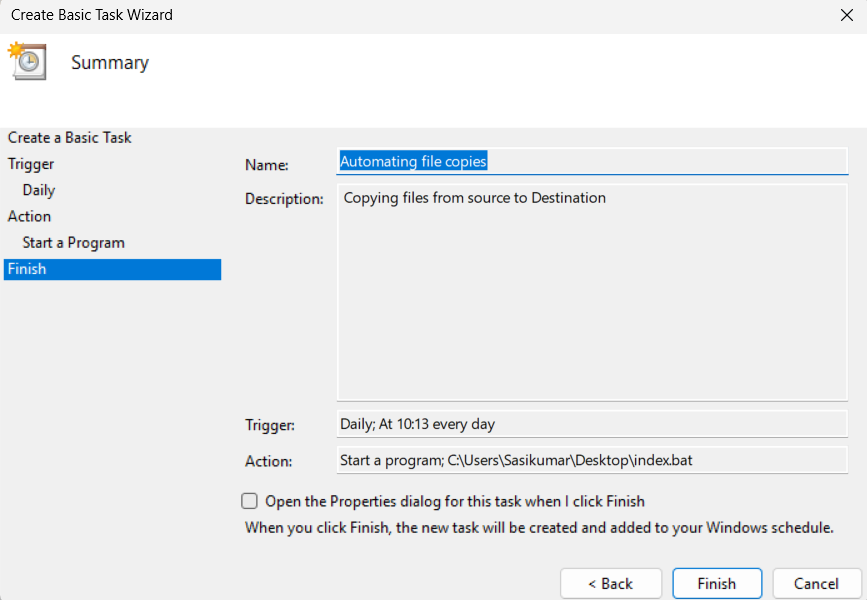 Create Basic Task Wizard
Summary
Create a Basic Task
Trigger
Daily
Action
Start a Program
Finish
Name: Automating file copies
Description: Copying files from source to Destination
Trigger: Daily; At 10:13 every day
Action: Start a program; C:\Users\Sasikumar\Desktop\index.bat
Open the Properties dialog for this task when I click Finish
When you click Finish, the new task will be created and added to your Windows schedule.
< Back Finish Cancel